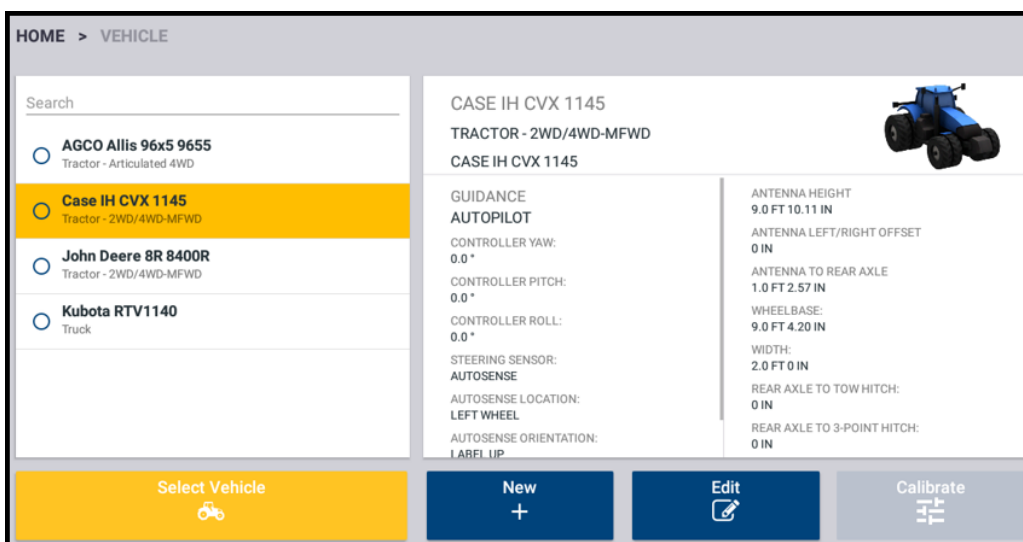 HOME > VEHICLE
Search
AGCO Allis 96x5 9655
Tractor - Articulated 4WD
Case IH CVX 1145
Tractor - 2WD/4WD-MFWD
John Deere 8R 8400R
Tractor - 2WD/4WD-MFWD
Kubota RTV1140
Truck
CASE IH CVX 1145
TRACTOR - 2WD/4WD-MFWD
CASE IH CVX 1145
GUIDANCE
AUTOPILOT
CONTROLLER YAW:
0.0 °
CONTROLLER PITCH:
0.0 °
CONTROLLER ROLL:
0.0 °
STEERING SENSOR:
AUTOSENSE
AUTOSENSE LOCATION:
LEFT WHEEL
AUTOSENSE ORIENTATION:
LABEL UP
ANTENNA HEIGHT
9.0 FT 10.11 IN
ANTENNA LEFT/RIGHT OFFSET
0 IN
ANTENNA TO REAR AXLE
1.0 FT 2.57 IN
WHEELBASE:
9.0 FT 4.20 IN
WIDTH:
2.0 FT 0 IN
REAR AXLE TO TOW HITCH:
0 IN
REAR AXLE TO 3-POINT HITCH:
0 IN
Select Vehicle
New
Edit
Calibrate